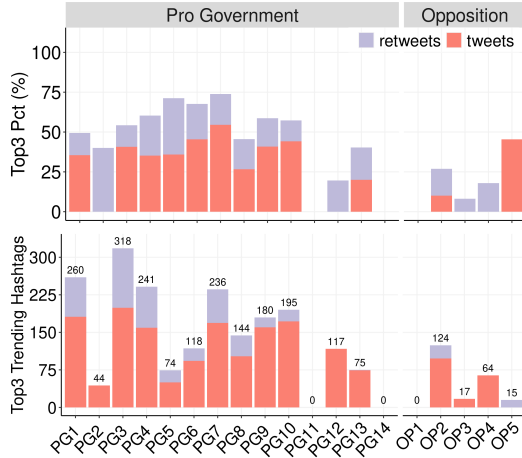 Pro Government
Opposition
retweets
tweets
Top3 Pct (%)
100
75
50
25
0
Top3 Trending Hashtags
300
225
150
75
0
260
44
318
241
74
118
236
144
180
195
0
117
75
0
0
124
17
64
15
PG1
PG2
PG3
PG4
PG5
PG6
PG7
PG8
PG9
PG10
PG11
PG12
PG13
PG14
OP1
OP2
OP3
OP4
OP5